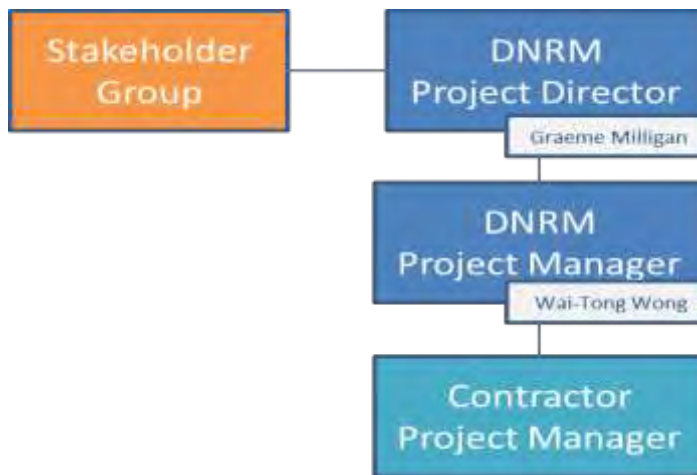 Stakeholder
Group
DNRM
Project Director
Graeme Milligan
DNRM
Project Manager
Wai-Tong Wong
Contractor
Project Manager